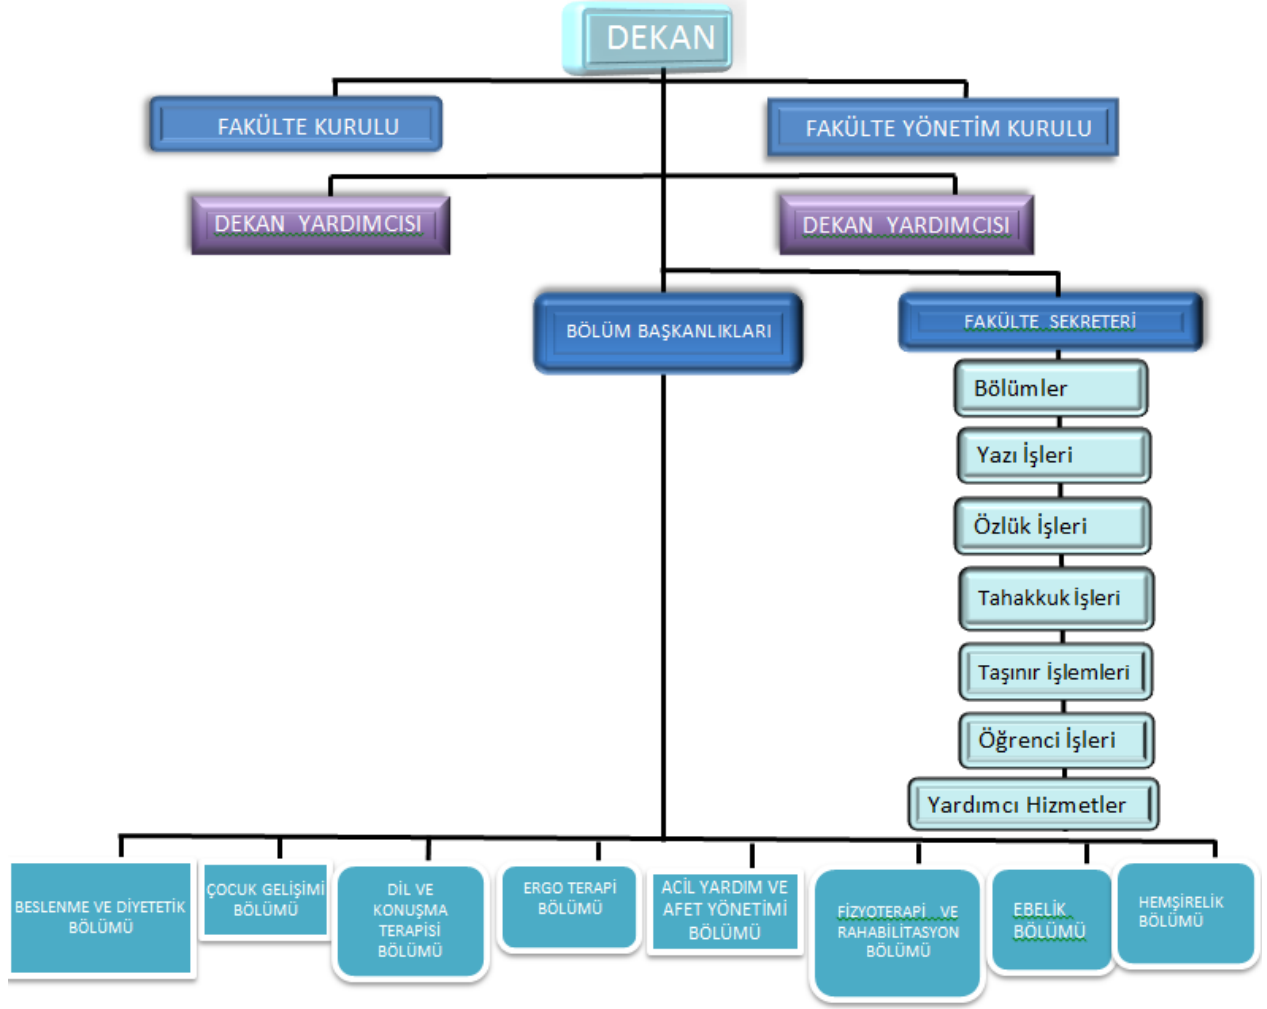 DEKAN
FAKÜLTE KURULU
FAKÜLTE YÖNETİM KURULU
DEKAN YARDIMCISI
DEKAN YARDIMCISI
BÖLÜM BAŞKANLIKLARI
FAKÜLTE SEKRETERİ
Bölümler
Yazı İşleri
Özlük İşleri
Tahakkuk İşleri
Taşınır İşlemleri
Öğrenci İşleri
Yardımcı Hizmetler
BESLENME VE DİYETETİK
BÖLÜMÜ
ÇOCUK GELİŞİMİ
BÖLÜMÜ
DİL VE
KONUŞMA
TERAPİSİ
BÖLÜMÜ
ERGO TERAPİ
BÖLÜMÜ
ACİL YARDIM VE
AFET YÖNETİMİ
BÖLÜMÜ
FİZYOTERAPİ VE
RAHABİLİTASYON
BÖLÜMÜ
EBELİK
BÖLÜMÜ
HEMŞİRELİK
BÖLÜMÜ